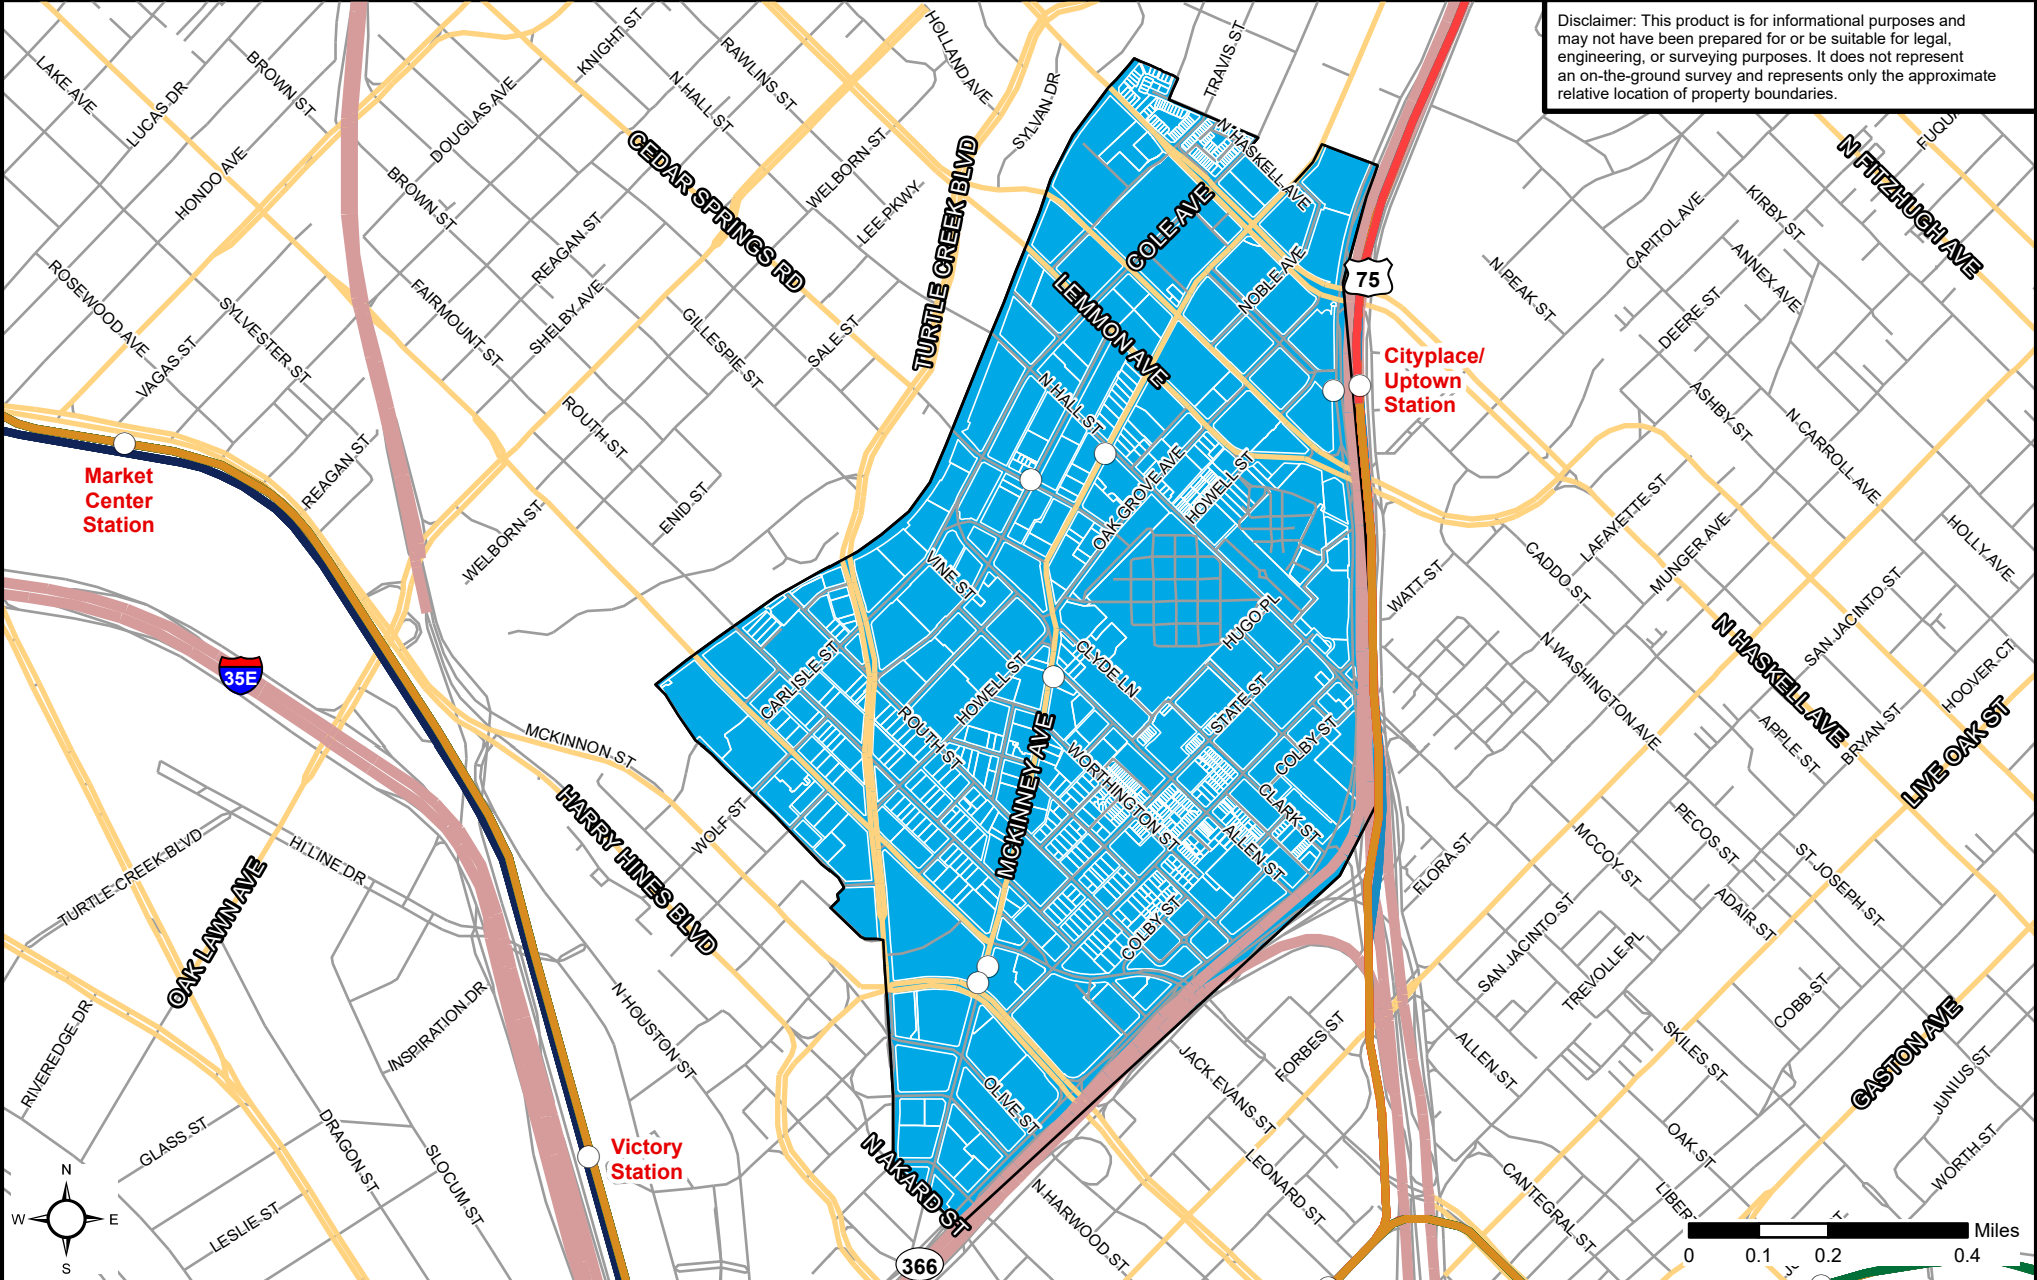 Disclaimer: This product is for informational purposes and
may not have been prepared for or be suitable for legal,
engineering, or surveying purposes. It does not represent
an on-the-ground survey and represents only the approximate
relative location of property boundaries.
LAKE AVE
LUCAS DR
BROWN ST
HONDO AVE
DOUGLAS AVE
KNIGHT ST
N HALL ST
RAWLINS ST
HOLLAND AVE
SYLVAN DR
TRAVIS ST
BROWN ST
CEDAR SPRINGS RD
WELBORN ST
LEE PKWY
TURTLE CREEK BLVD
N HASKELL AVE
COLE AVE
NOBLE AVE
LEMMON AVE
75
N FITZHUGH AVE
KIRBY ST
CAPITOL AVE
ANNEX AVE
N PEAK ST
DEERE ST
ROSEWOOD AVE
SYLVESTER ST
VAGAS ST
REAGAN ST
SHELBY AVE
FAIRMOUNT ST
GILLESPIE ST
SALE ST
Cityplace/
Uptown
Station
ASHBY ST
N CARROLL AVE
N HALL ST
ROUTH ST
REAGAN ST
Market
Center
Station
WELBORN ST
ENID ST
OAK GROVE AVE
HOWELL ST
LAFAYETTE ST
MUNGER AVE
CADDO ST
HOLLY AVE
WATT ST
VINE ST
HUGO PL
SAN JACINTO ST
N HASKELL AVE
N WASHINGTON AVE
HOOVER CT
35E
CARLISLE ST
HOWELL ST
CLYDE LN
STATE ST
COLBY ST
ROUTH ST
MCKINNEY AVE
WORTHINGTON ST
CLARK ST
ALLEN ST
COLBY ST
MCKINNON ST
WOLF ST
HARRY HINES BLVD
APPLE ST
BRYAN ST
LIVE OAK ST
PECOS ST
MCCOY ST
FLORA ST
ST JOSEPH ST
ADAIR ST
TURTLE CREEK BLVD
HI LINE DR
OAK LAWN AVE
INSPIRATION DR
N HOUSTON ST
RIVEREDGE DR
SAN JACINTO ST
TREVOLLE PL
COBB ST
SKILES ST
GASTON AVE
ALLEN ST
FORBES ST
JACK EVANS ST
JUNIUS ST
GLASS ST
DRAGON ST
SLOCUM ST
LESLIE ST
Victory
Station
OLIVE ST
N AKARD ST
N HARWOOD ST
LEONARD ST
OAK ST
CANTEGRAL ST
WORTH ST
366
N
W
E
S
Miles
0
0.1
0.2
0.4